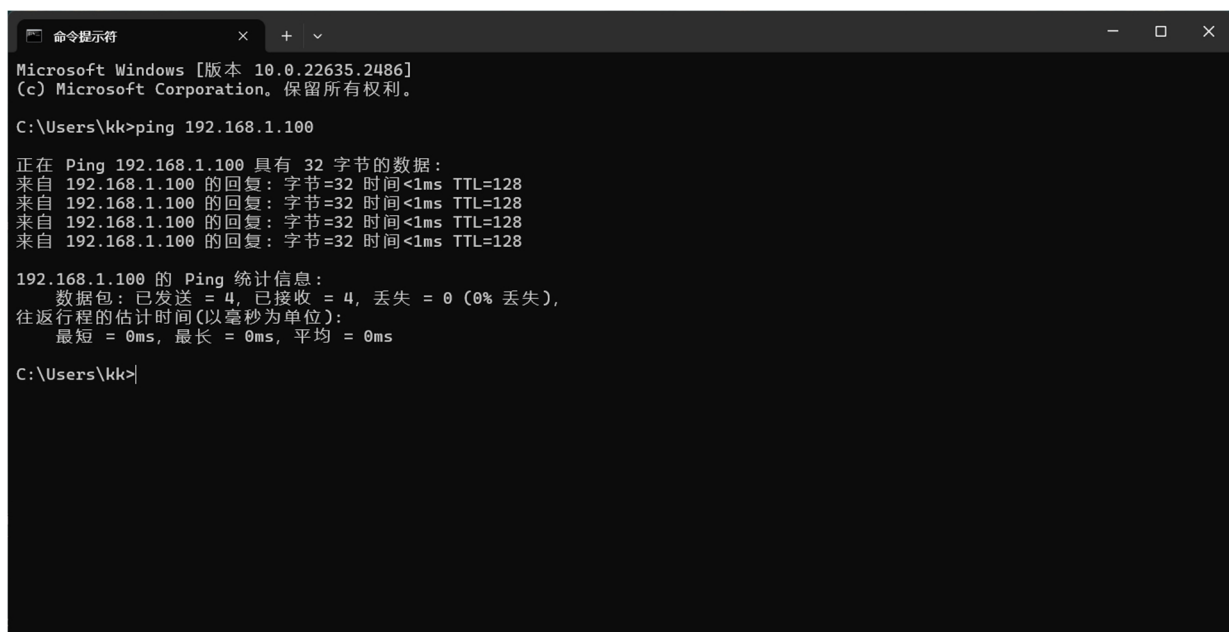 命令提示符
Microsoft Windows [版本 10.0.22635.2486]
(c) Microsoft Corporation。保留所有权利。
C:\Users\kk>ping 192.168.1.100
正在 Ping 192.168.1.100 具有 32 字节的数据:
来自 192.168.1.100 的回复: 字节=32 时间<1ms TTL=128
来自 192.168.1.100 的回复: 字节=32 时间<1ms TTL=128
来自 192.168.1.100 的回复: 字节=32 时间<1ms TTL=128
来自 192.168.1.100 的回复: 字节=32 时间<1ms TTL=128
192.168.1.100 的 Ping 统计信息:
    数据包: 已发送 = 4, 已接收 = 4, 丢失 = 0 (0% 丢失),
往返行程的估计时间(以毫秒为单位):
    最短 = 0ms, 最长 = 0ms, 平均 = 0ms
C:\Users\kk>